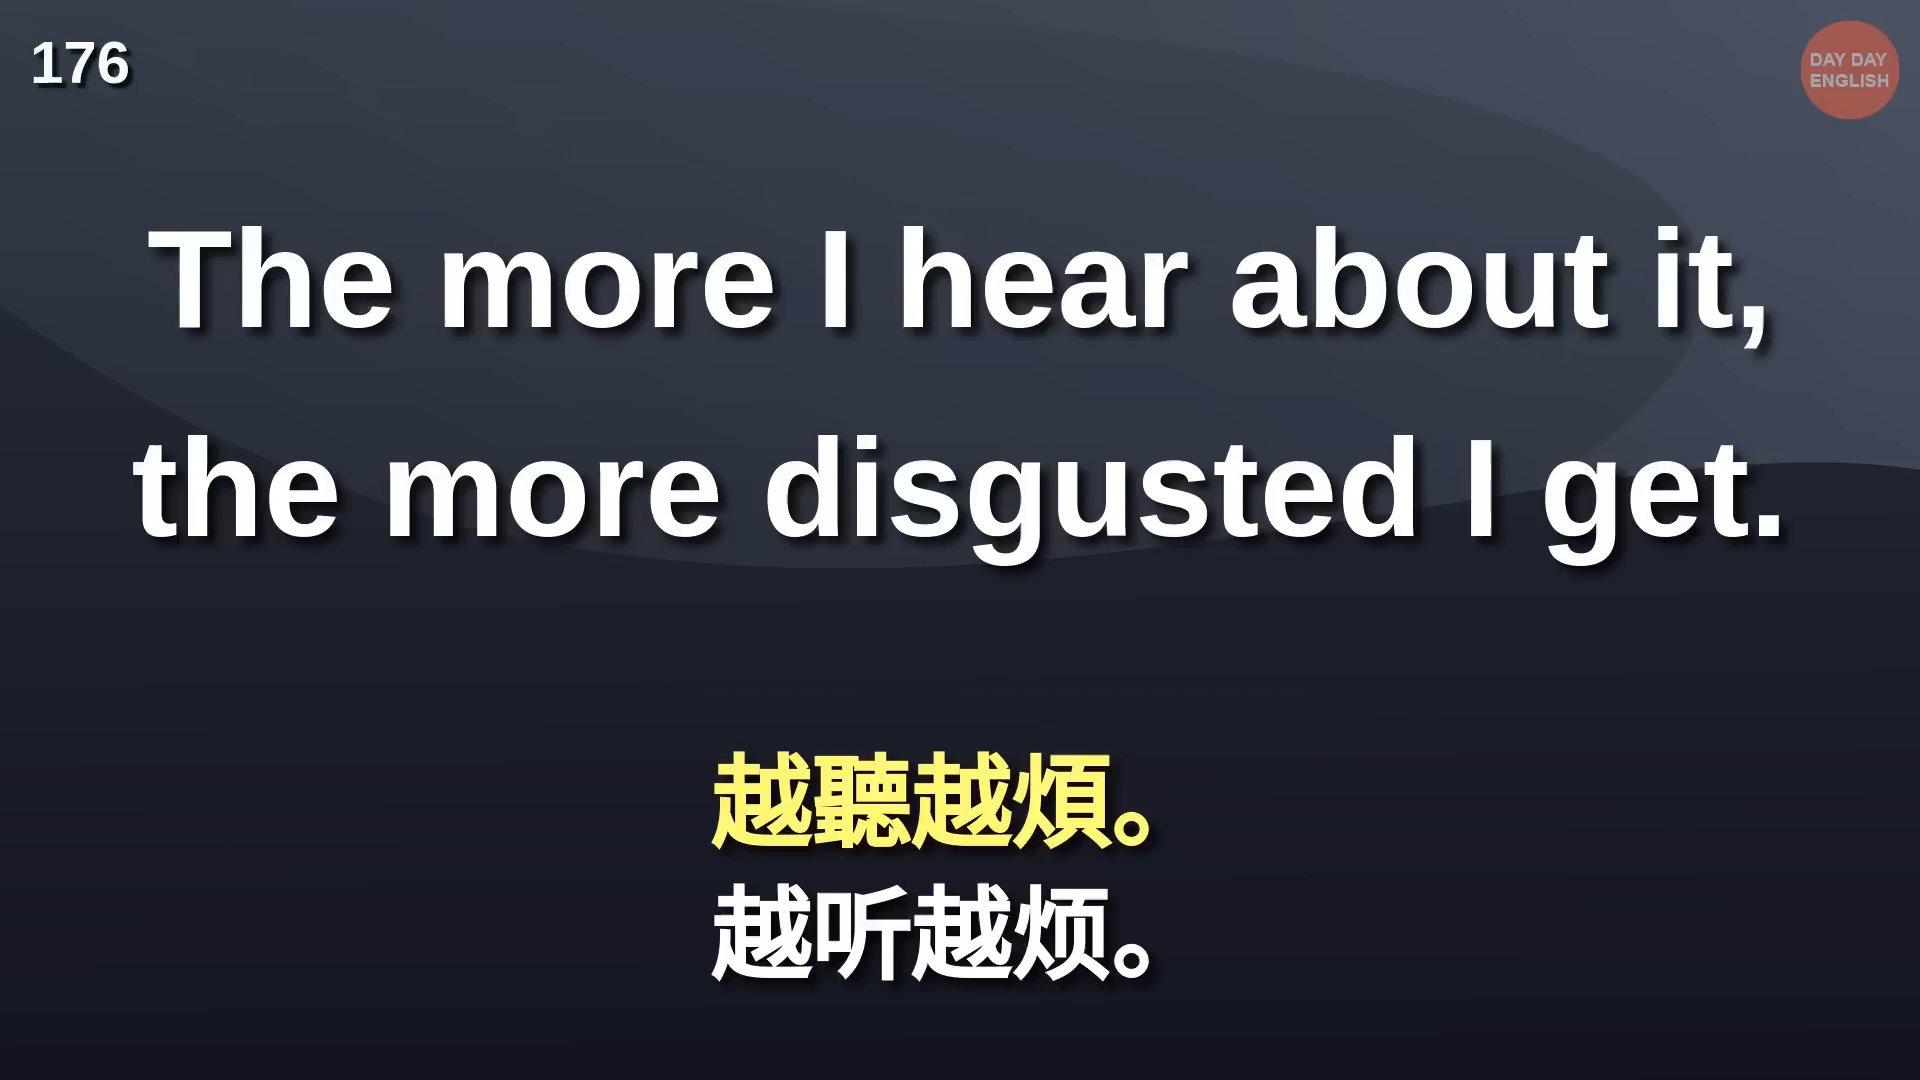 176
DAY DAY
ENGLISH
The more I hear about it,
the more disgusted I get.
越聽越煩。
越听越烦。